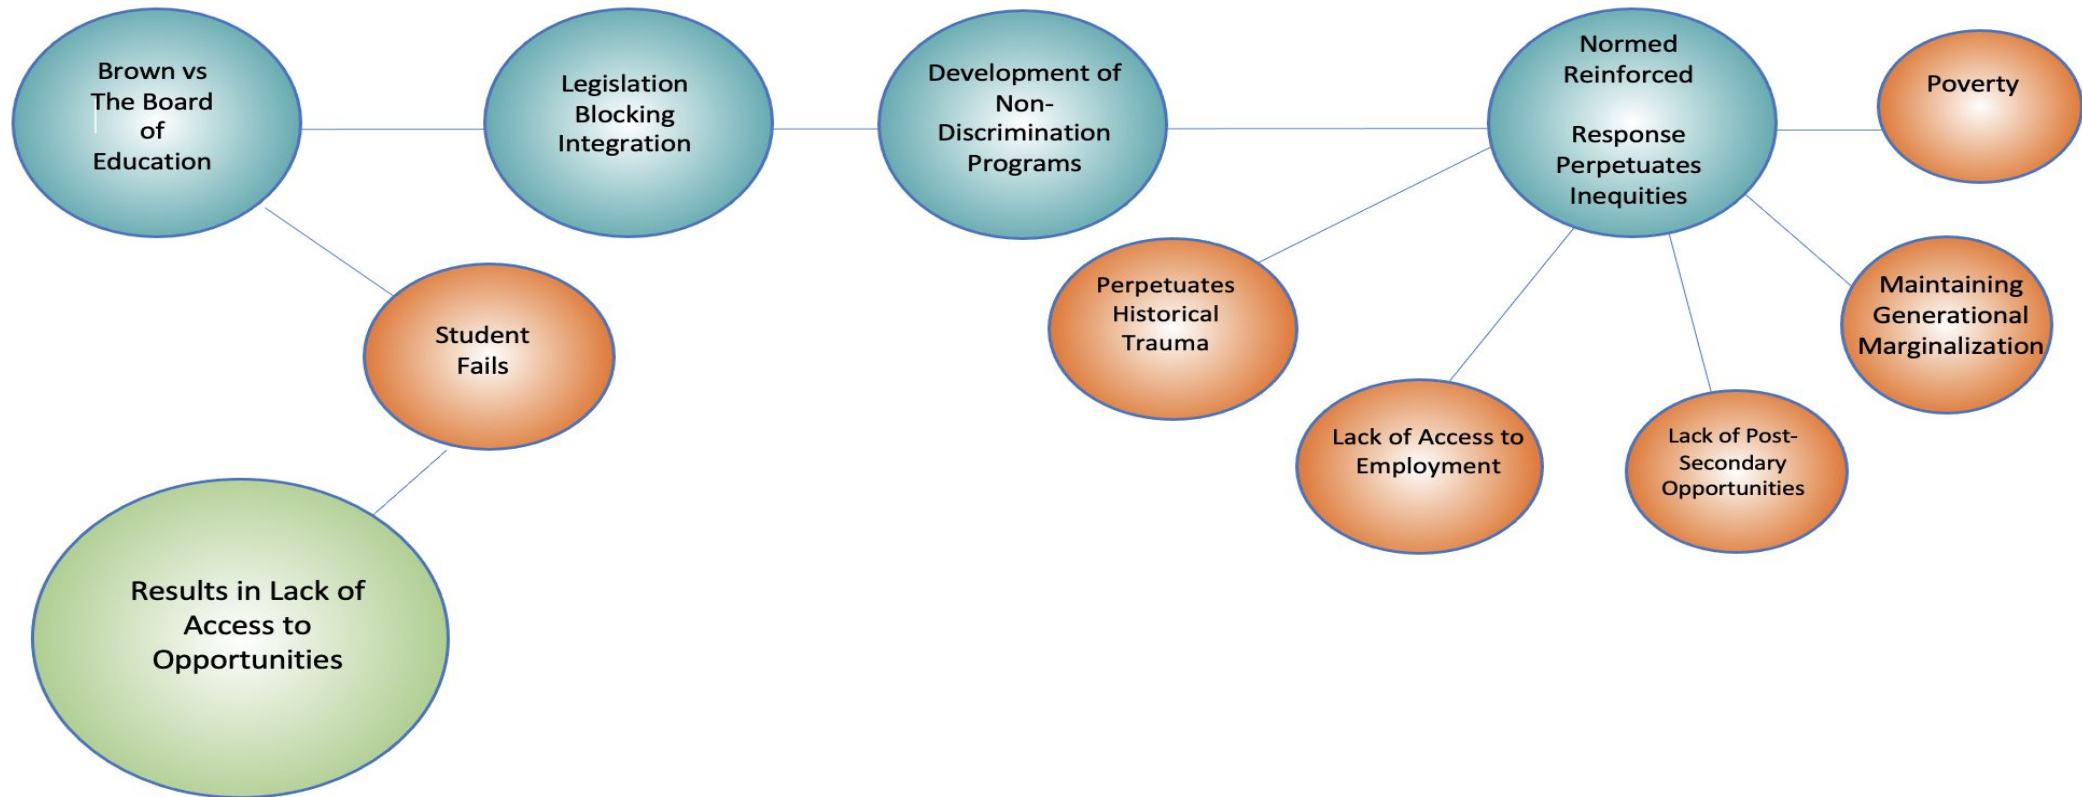 Brown vs
The Board
of
Education
Legislation
Blocking
Integration
Development of
Non-
Discrimination
Programs
Normed
Reinforced
Response
Perpetuates
Inequities
Poverty
Student
Fails
Perpetuates
Historical
Trauma
Lack of Access to
Employment
Lack of Post-
Secondary
Opportunities
Maintaining
Generational
Marginalization
Results in Lack of
Access to
Opportunities